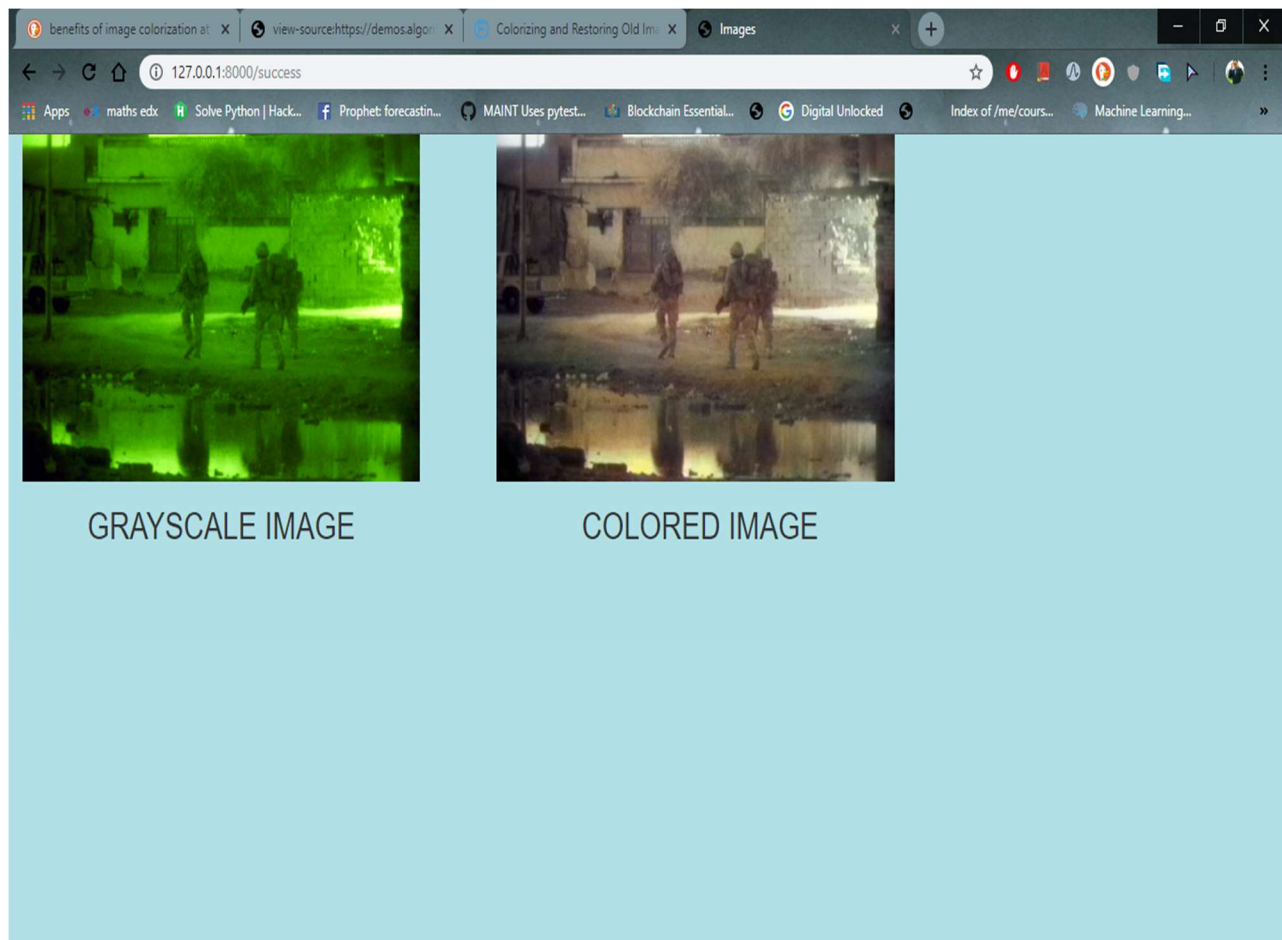 benefits of image colorization at
view-source:https://demos.algori
Colorizing and Restoring Old Ima
Images
127.0.0.1:8000/success
Apps maths edx Solve Python | Hack... Prophet: forecastin... MAINT Uses pytest... Blockchain Essential... Digital Unlocked Index of /me/cours... Machine Learning... »
GRAYSCALE IMAGE COLORED IMAGE